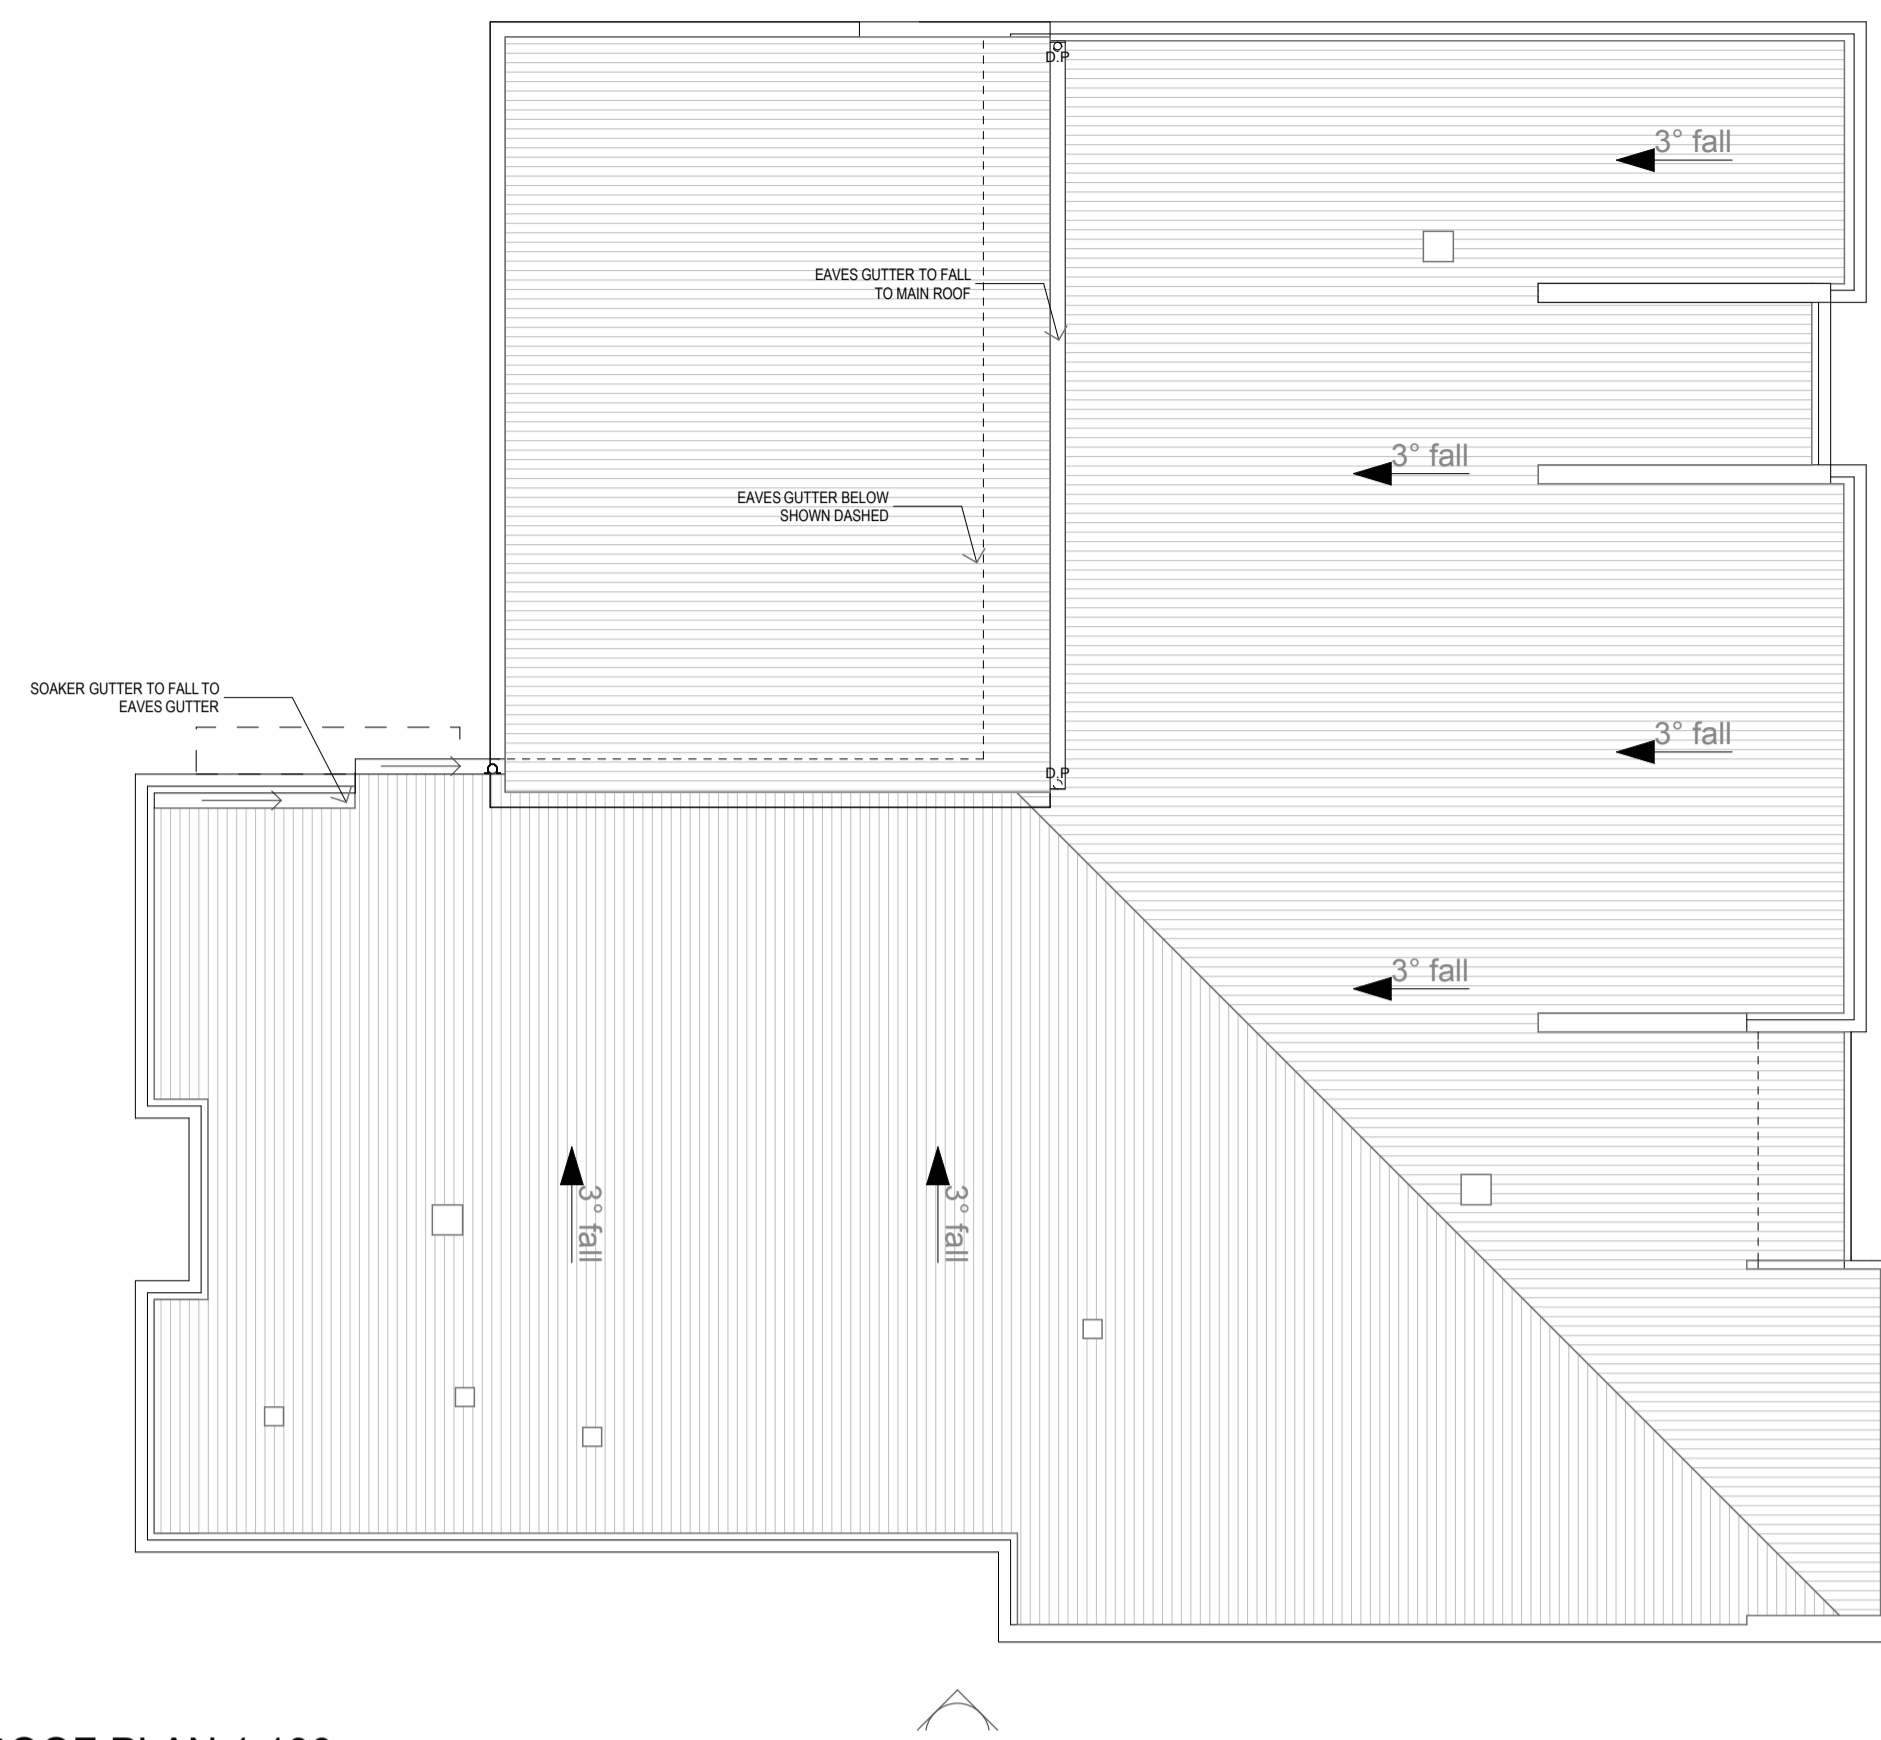 D.P
3° fall
EAVES GUTTER TO FALL
TO MAIN ROOF
3° fall
EAVES GUTTER BELOW
SHOWN DASHED
SOAKER GUTTER TO FALL TO
EAVES GUTTER
3° fall
D.P
3° fall
3° fall
3° fall